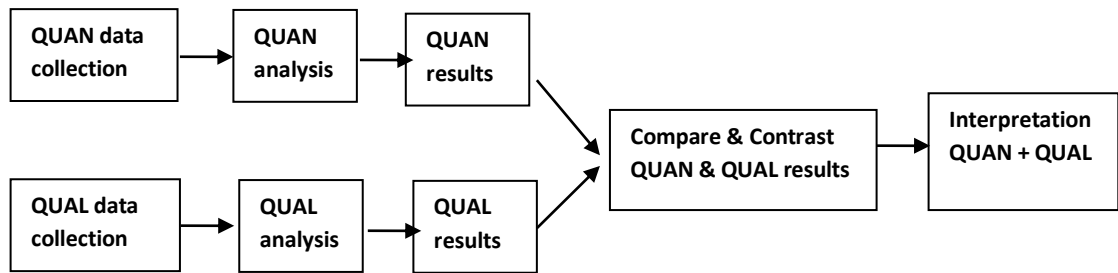 QUAN data
collection
QUAN
analysis
QUAN
results
QUAL data
collection
QUAL
analysis
QUAL
results
Compare & Contrast
QUAN & QUAL results
Interpretation
QUAN + QUAL